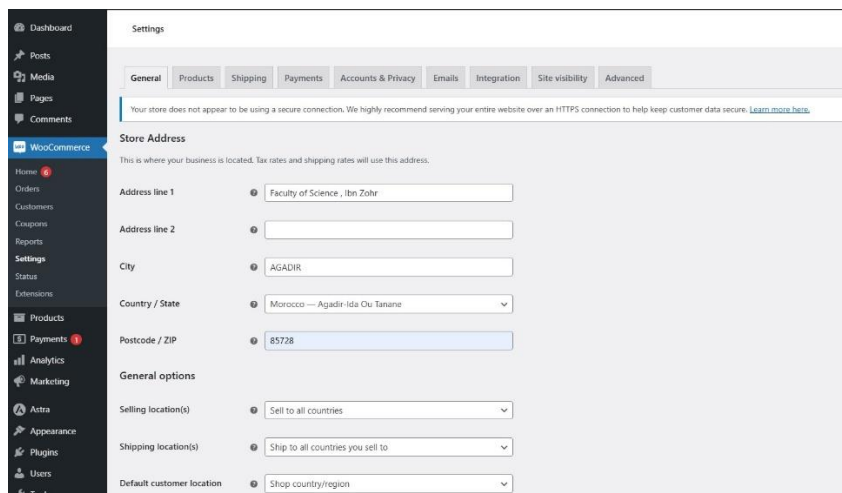 Dashboard
Posts
Media
Pages
Comments
WooCommerce
Home 6
Orders
Customers
Coupons
Reports
Settings
Status
Extensions
Products
Payments 1
Analytics
Marketing
Astra
Appearance
Plugins
Users
Settings
General Products Shipping Payments Accounts & Privacy Emails Integration Site visibility Advanced
Your store does not appear to be using a secure connection. We highly recommend serving your entire website over an HTTPS connection to help keep customer data secure. Learn more here.
Store Address
This is where your business is located. Tax rates and shipping rates will use this address.
Address line 1 Faculty of Science , Ibn Zohr
Address line 2
City AGADIR
Country / State Morocco — Agadir-Ida Ou Tanane
Postcode / ZIP 85728
General options
Selling location(s) Sell to all countries
Shipping location(s) Ship to all countries you sell to
Default customer location Shop country/region